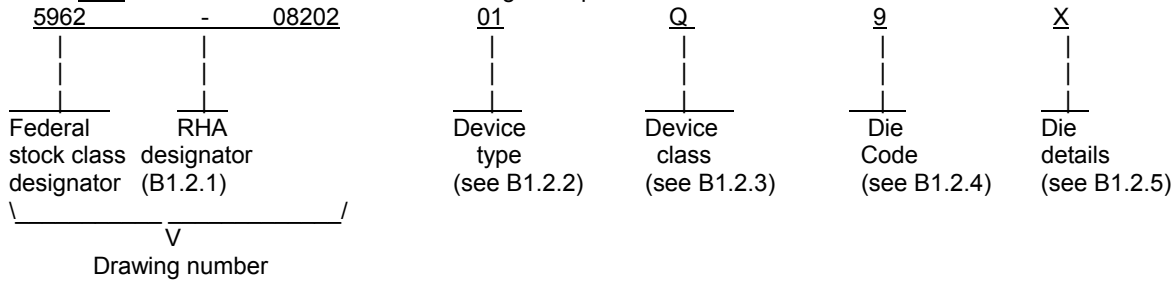 5962 - 08202 01 Q 9 X
Federal RHA Device Device Die Die
stock class designator type class Code details
designator (B1.2.1) (see B1.2.2) (see B1.2.3) (see B1.2.4) (see B1.2.5)
\ /
V
Drawing number